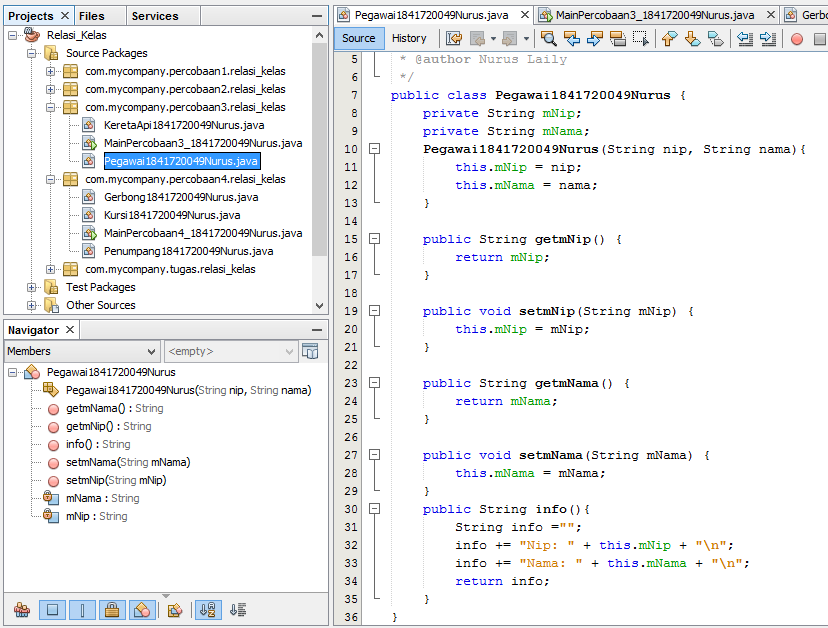 Projects × Files Services
Relasi_Kelas
Source Packages
com.mycompany.percobaan1.relasi_kelas
com.mycompany.percobaan2.relasi_kelas
com.mycompany.percobaan3.relasi_kelas
KeretaApi1841720049Nurus.java
MainPercobaan3_1841720049Nurus.java
Pegawai1841720049Nurus.java
com.mycompany.percobaan4.relasi_kelas
Gerbong1841720049Nurus.java
Kursi1841720049Nurus.java
MainPercobaan4_1841720049Nurus.java
Penumpang1841720049Nurus.java
com.mycompany.tugas.relasi_kelas
Test Packages
Other Sources
Navigator ×
Members <empty>
Pegawai1841720049Nurus
Pegawai1841720049Nurus(String nip, String nama)
getmNama() : String
getmNip() : String
info() : String
setmNama(String mNama)
setmNip(String mNip)
mNama : String
mNip : String
Pegawai1841720049Nurus.java × MainPercobaan3_1841720049Nurus.java × Gerbo
Source History
5 * @author Nurus Laily
6 */
7 public class Pegawai1841720049Nurus {
8 private String mNip;
9 private String mNama;
10 Pegawai1841720049Nurus(String nip, String nama){
11 this.mNip = nip;
12 this.mNama = nama;
13 }
14
15 public String getmNip() {
16 return mNip;
17 }
18
19 public void setmNip(String mNip) {
20 this.mNip = mNip;
21 }
22
23 public String getmNama() {
24 return mNama;
25 }
26
27 public void setmNama(String mNama) {
28 this.mNama = mNama;
29 }
30 public String info(){
31 String info ="";
32 info += "Nip: " + this.mNip + "\n";
33 info += "Nama: " + this.mNama + "\n";
34 return info;
35 }
36 }